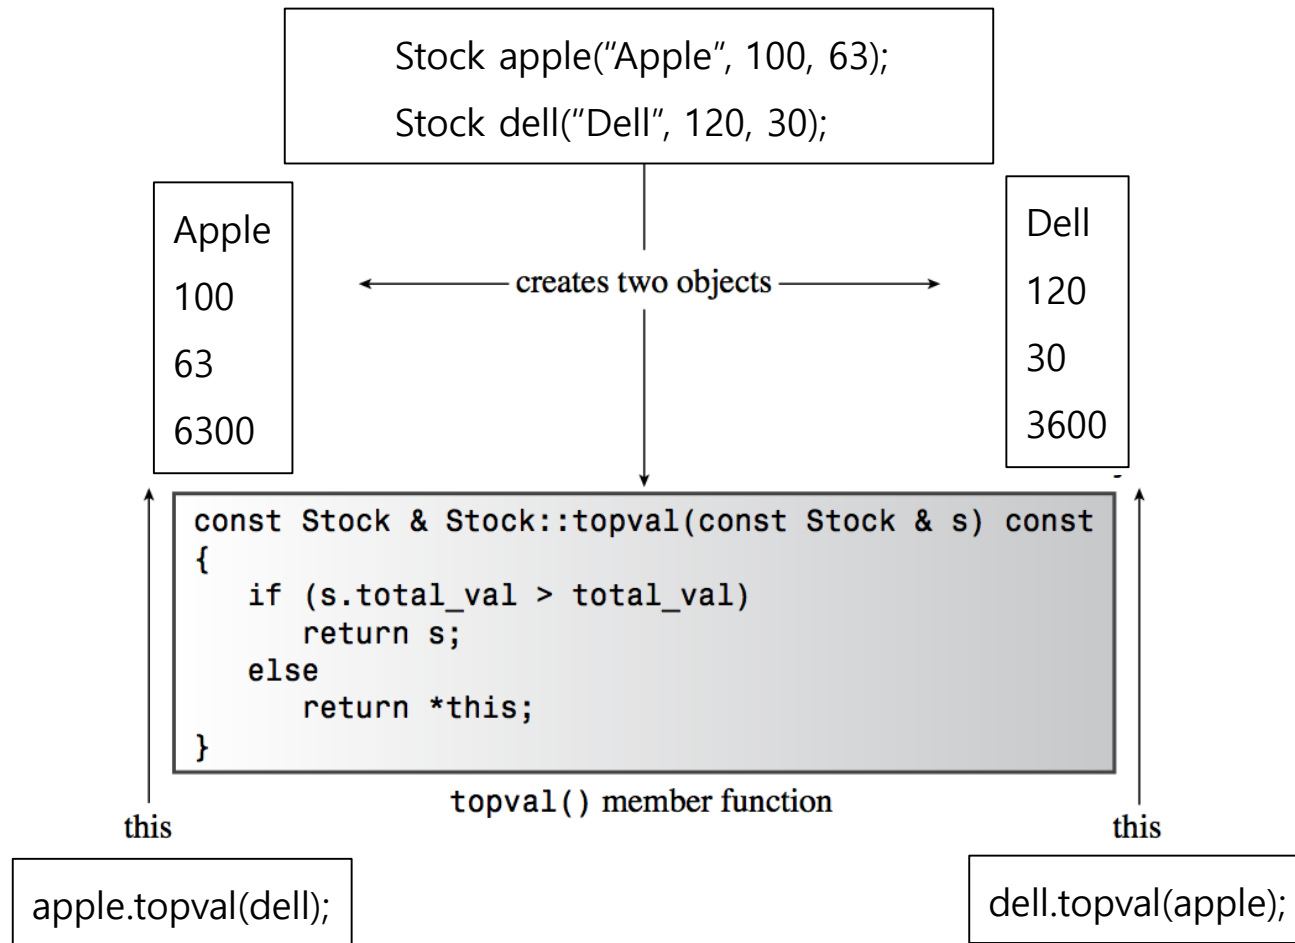 Stock apple(“Apple”, 100, 63);
Stock dell(“Dell”, 120, 30);
Apple
100
63
6300
creates two objects
Dell
120
30
3600
const Stock & Stock::topval(const Stock & s) const
{
if (s.total_val > total_val)
return s;
else
return *this;
}
topval() member function
this
this
apple.topval(dell);
dell.topval(apple);